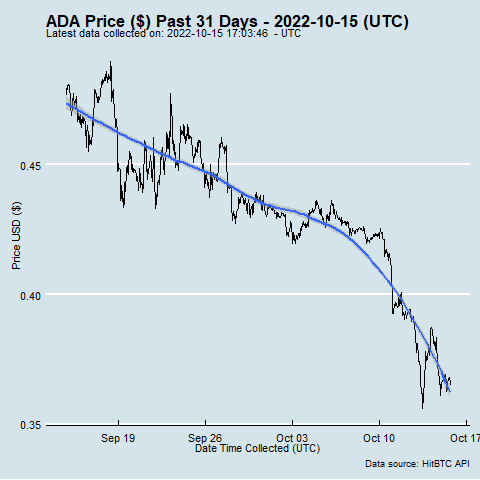 ADA Price ($) Past 31 Days - 2022-10-15 (UTC)
Latest data collected on: 2022-10-15 17:03:46 - UTC
0.45
0.40
0.35
Price USD ($)
Sep 19
Sep 26
Oct 03
Oct 10
Oct 17
Date Time Collected (UTC)
Data source: HitBTC API